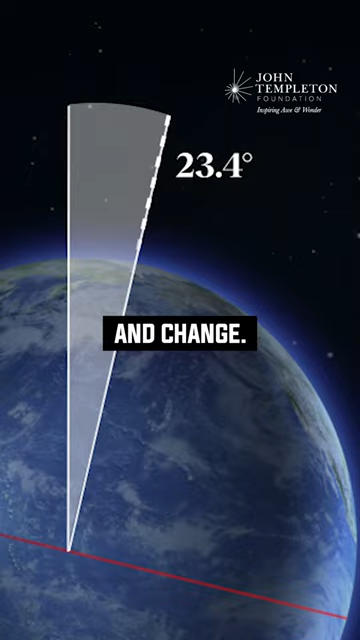 JOHN
TEMPLETON
FOUNDATION
Inspiring Awe & Wonder
23.4°
AND CHANGE.